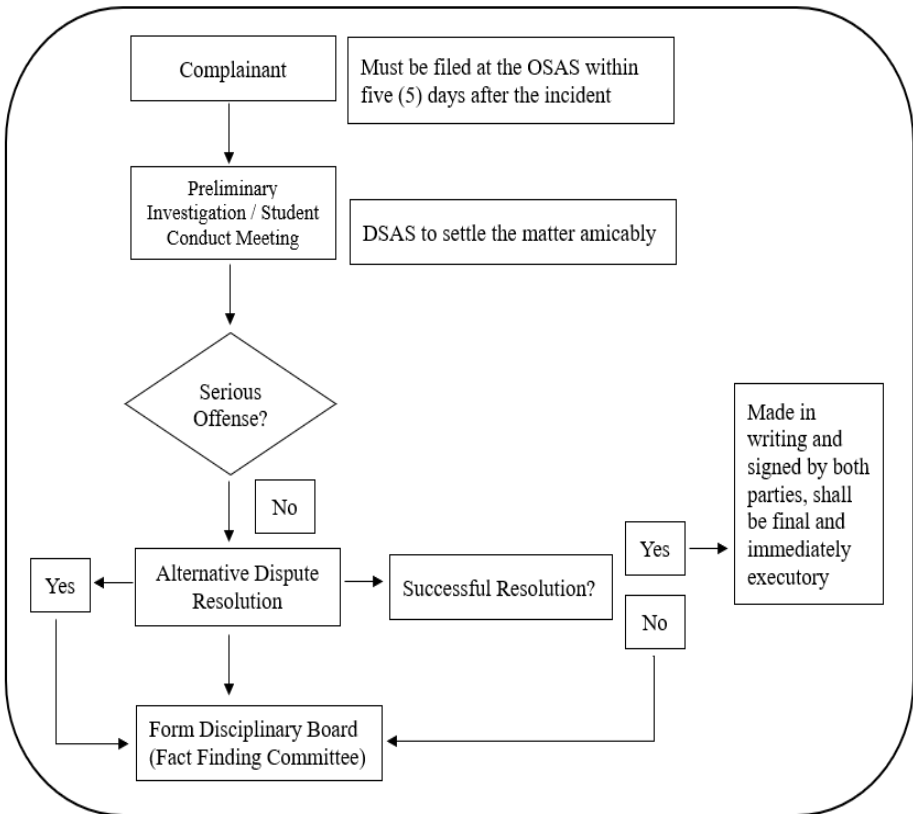 Complainant
Must be filed at the OSAS within
five (5) days after the incident
Preliminary
Investigation / Student
Conduct Meeting
DSAS to settle the matter amicably
Serious
Offense?
No
Made in
writing and
signed by both
parties, shall
be final and
immediately
executory
Yes
Alternative Dispute
Resolution
Successful Resolution?
Yes
No
Form Disciplinary Board
(Fact Finding Committee)